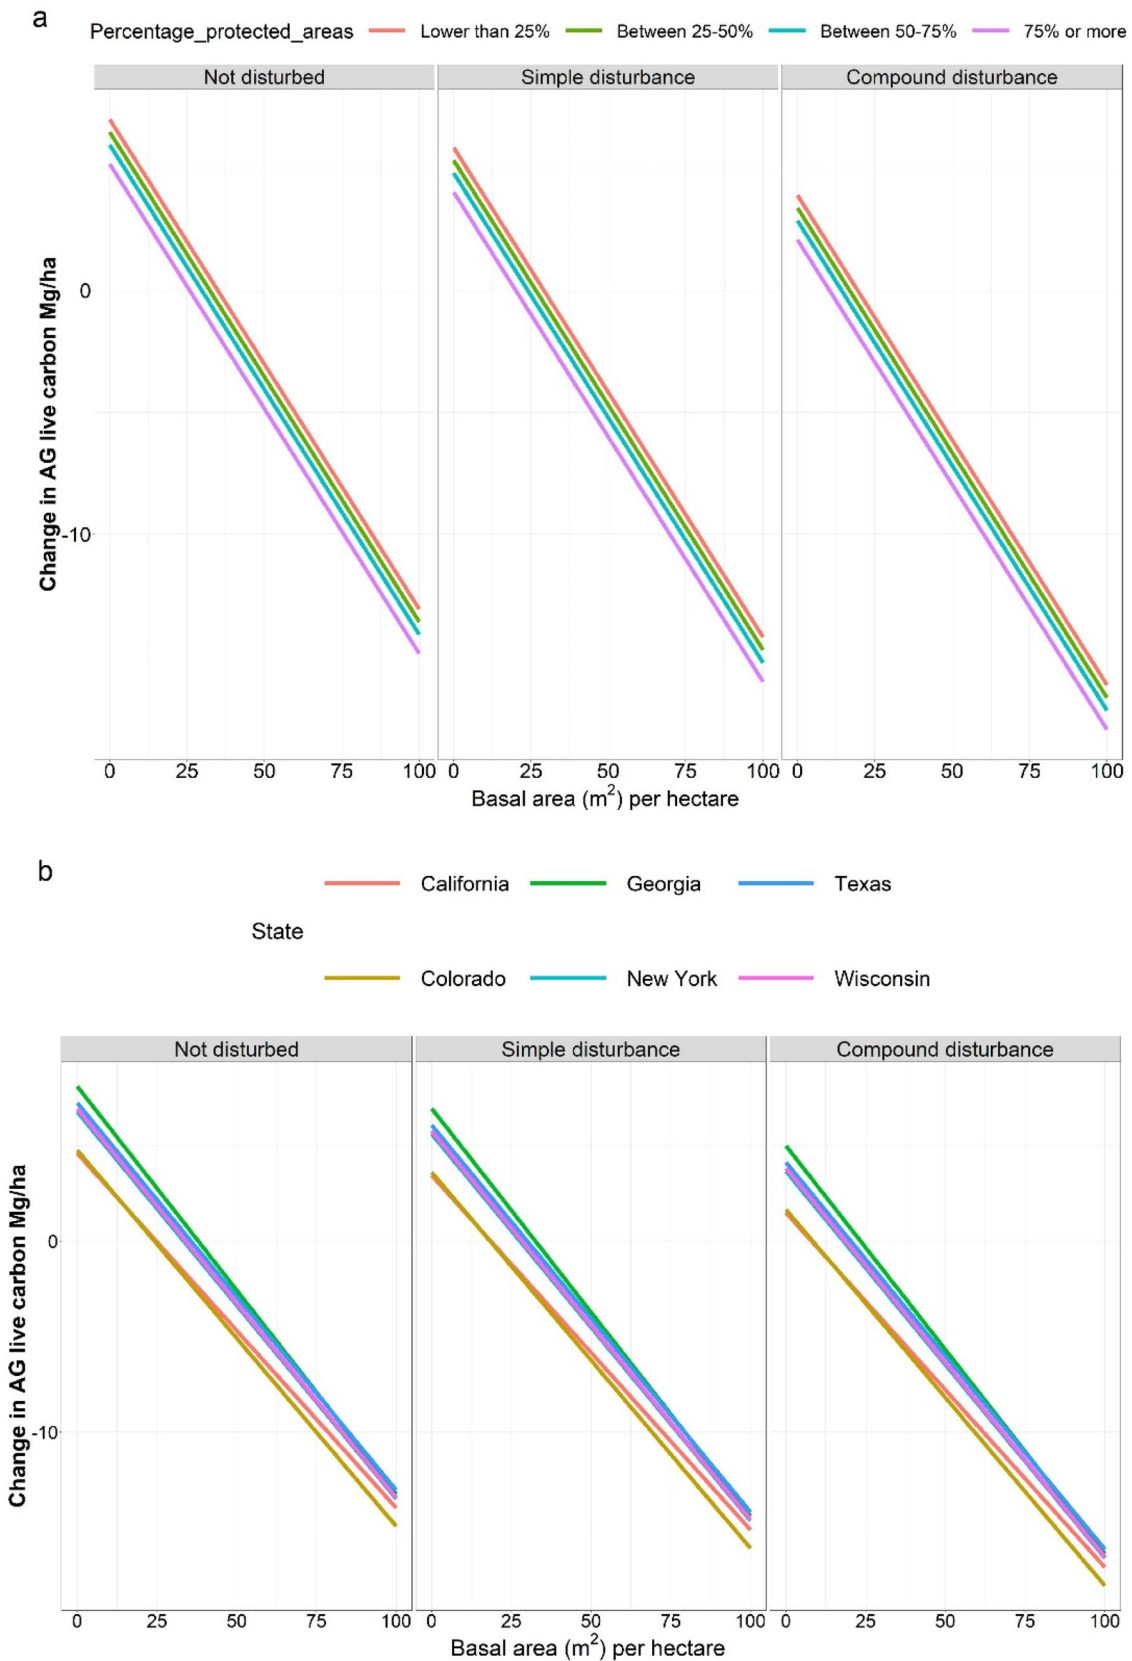 a
Percentage_protected_areas Lower than 25% Between 25-50% Between 50-75% 75% or more
Not disturbed Simple disturbance Compound disturbance
Change in AG live carbon Mg/ha
0
-10
0 25 50 75 100 0 25 50 75 100 0 25 50 75 100
Basal area (m²) per hectare
b
California Georgia Texas
State
Colorado New York Wisconsin
Not disturbed Simple disturbance Compound disturbance
Change in AG live carbon Mg/ha
0
-10
0 25 50 75 100 0 25 50 75 100 0 25 50 75 100
Basal area (m²) per hectare